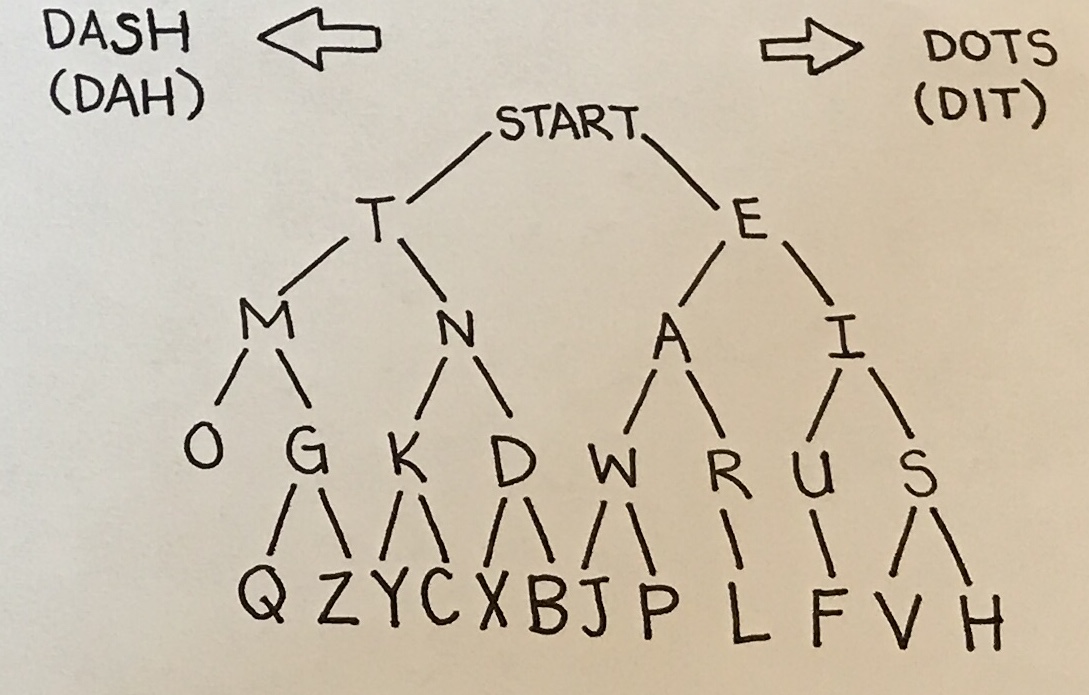 DASH
(DAH)
DOTS
(DIT)
START
T E
M N A I
O G K D W R U S
Q Z Y C X B J P L F V H